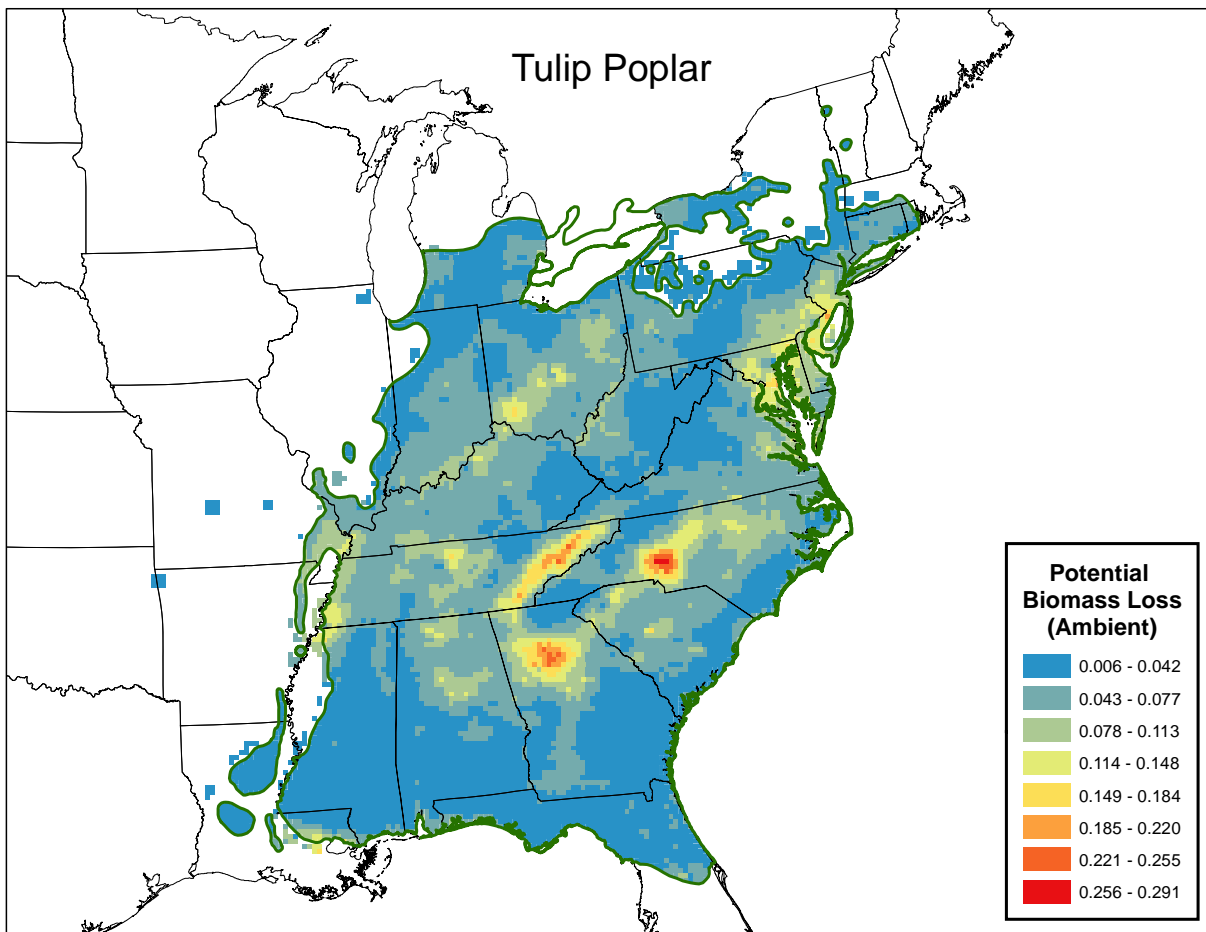 Tulip Poplar
Potential
Biomass Loss
(Ambient)
0.006 - 0.042
0.043 - 0.077
0.078 - 0.113
0.114 - 0.148
0.149 - 0.184
0.185 - 0.220
0.221 - 0.255
0.256 - 0.291